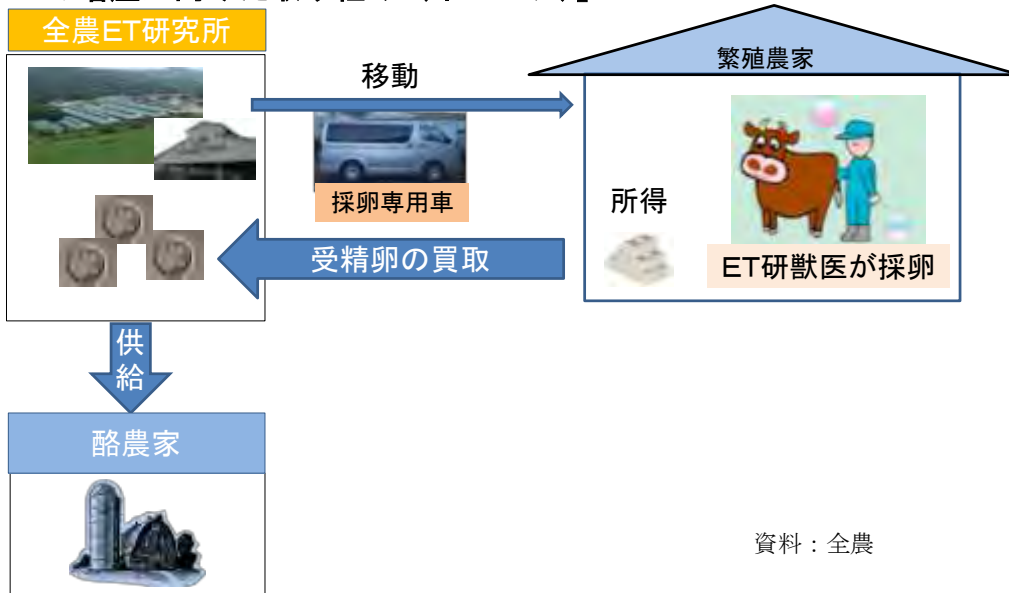 全農ET研究所
移動
繁殖農家
採卵専用車
所得
受精卵の買取
ET研獣医が採卵
供給
酪農家
資料：全農